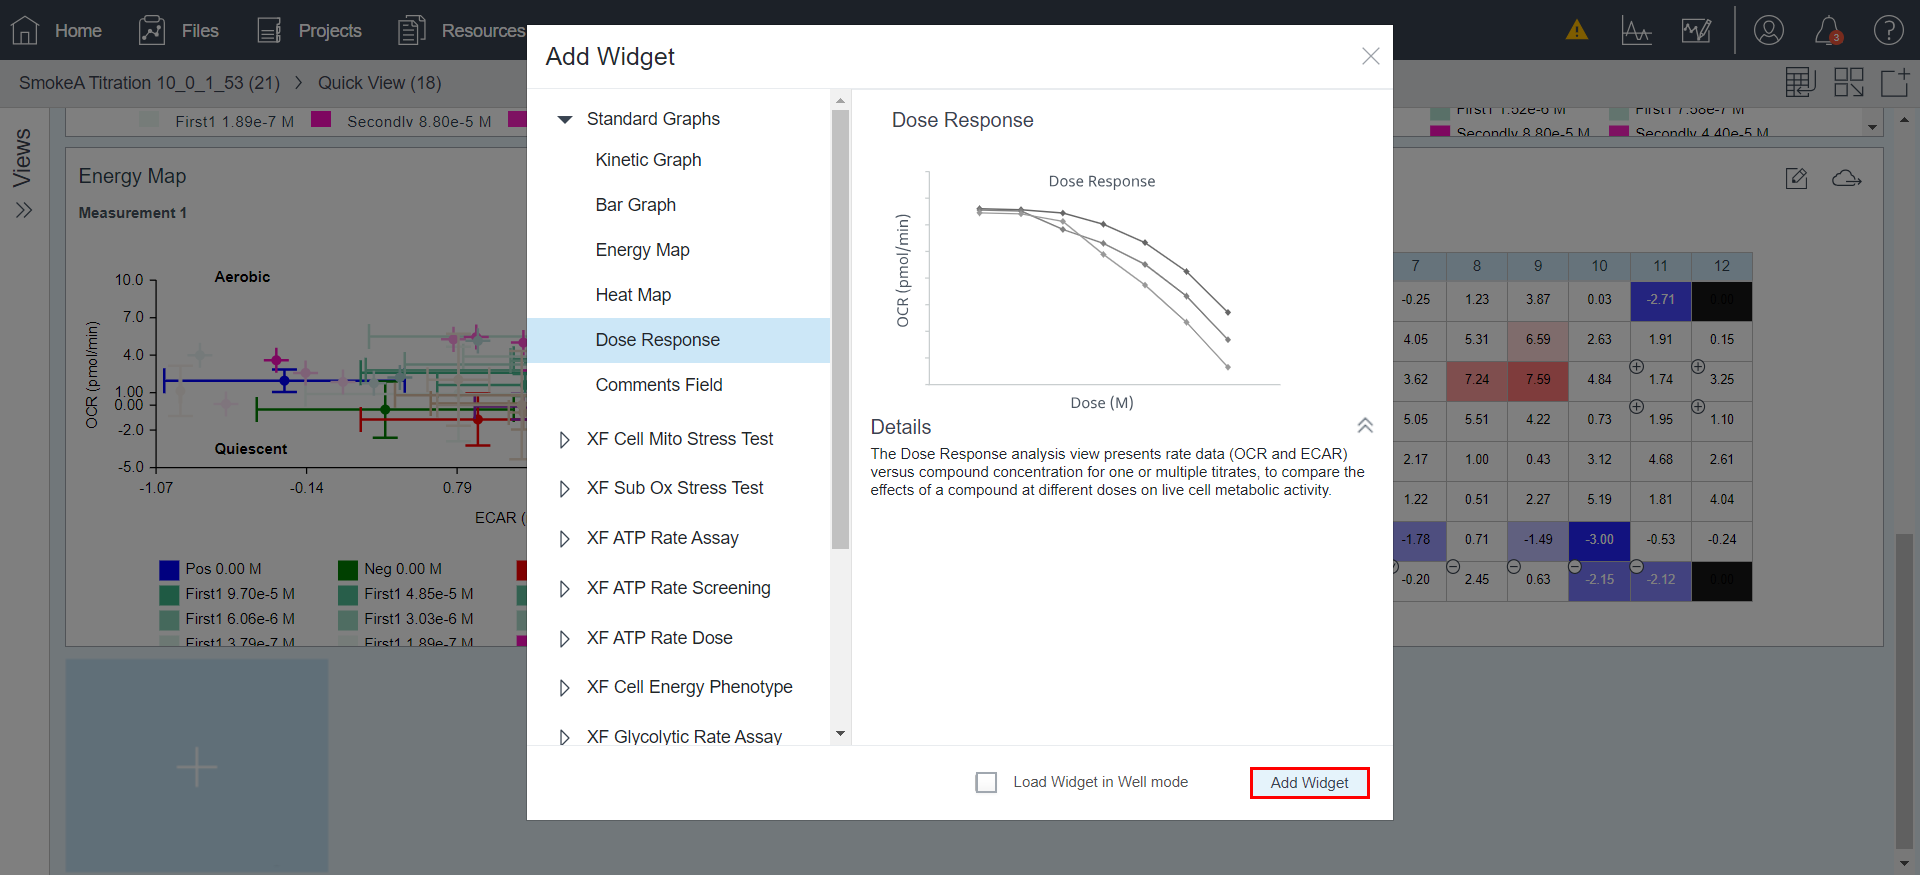 Home
Files
Projects
Resources
3
SmokeA Titration 10_0_1_53 (21)
Quick View (18)
Views
First1 1.89e-7 M
Secondly 8.80e-5 M
First1 1.52e-6 M
First1 7.58e-7 M
Secondly 8.80e-5 M
Secondly 4.40e-5 M
Energy Map
Measurement 1
Aerobic
Quiescent
OCR (pmol/min)
10.0
7.0
4.0
1.00
0.00
-2.0
-5.0
-1.07
-0.14
0.79
ECAR (
Pos 0.00 M
Neg 0.00 M
First1 9.70e-5 M
First1 4.85e-5 M
First1 6.06e-6 M
First1 3.03e-6 M
First1 3.79e-7 M
First1 1.89e-7 M
Add Widget
Standard Graphs
Kinetic Graph
Bar Graph
Energy Map
Heat Map
Dose Response
Comments Field
XF Cell Mito Stress Test
XF Sub Ox Stress Test
XF ATP Rate Assay
XF ATP Rate Screening
XF ATP Rate Dose
XF Cell Energy Phenotype
XF Glycolytic Rate Assay
Dose Response
Dose Response
OCR (pmol/min)
Dose (M)
Details
The Dose Response analysis view presents rate data (OCR and ECAR)
versus compound concentration for one or multiple titrates, to compare the
effects of a compound at different doses on live cell metabolic activity.
Load Widget in Well mode
Add Widget
7 8 9 10 11 12
-0.25 1.23 3.87 0.03 -2.71 0.00
4.05 5.31 6.59 2.63 1.91 0.15
3.62 7.24 7.59 4.84 1.74 3.25
5.05 5.51 4.22 0.73 1.95 1.10
2.17 1.00 0.43 3.12 4.68 2.61
1.22 0.51 2.27 5.19 1.81 4.04
-1.78 0.71 -1.49 -3.00 -0.53 -0.24
-0.20 2.45 0.63 -2.15 -2.12 0.00